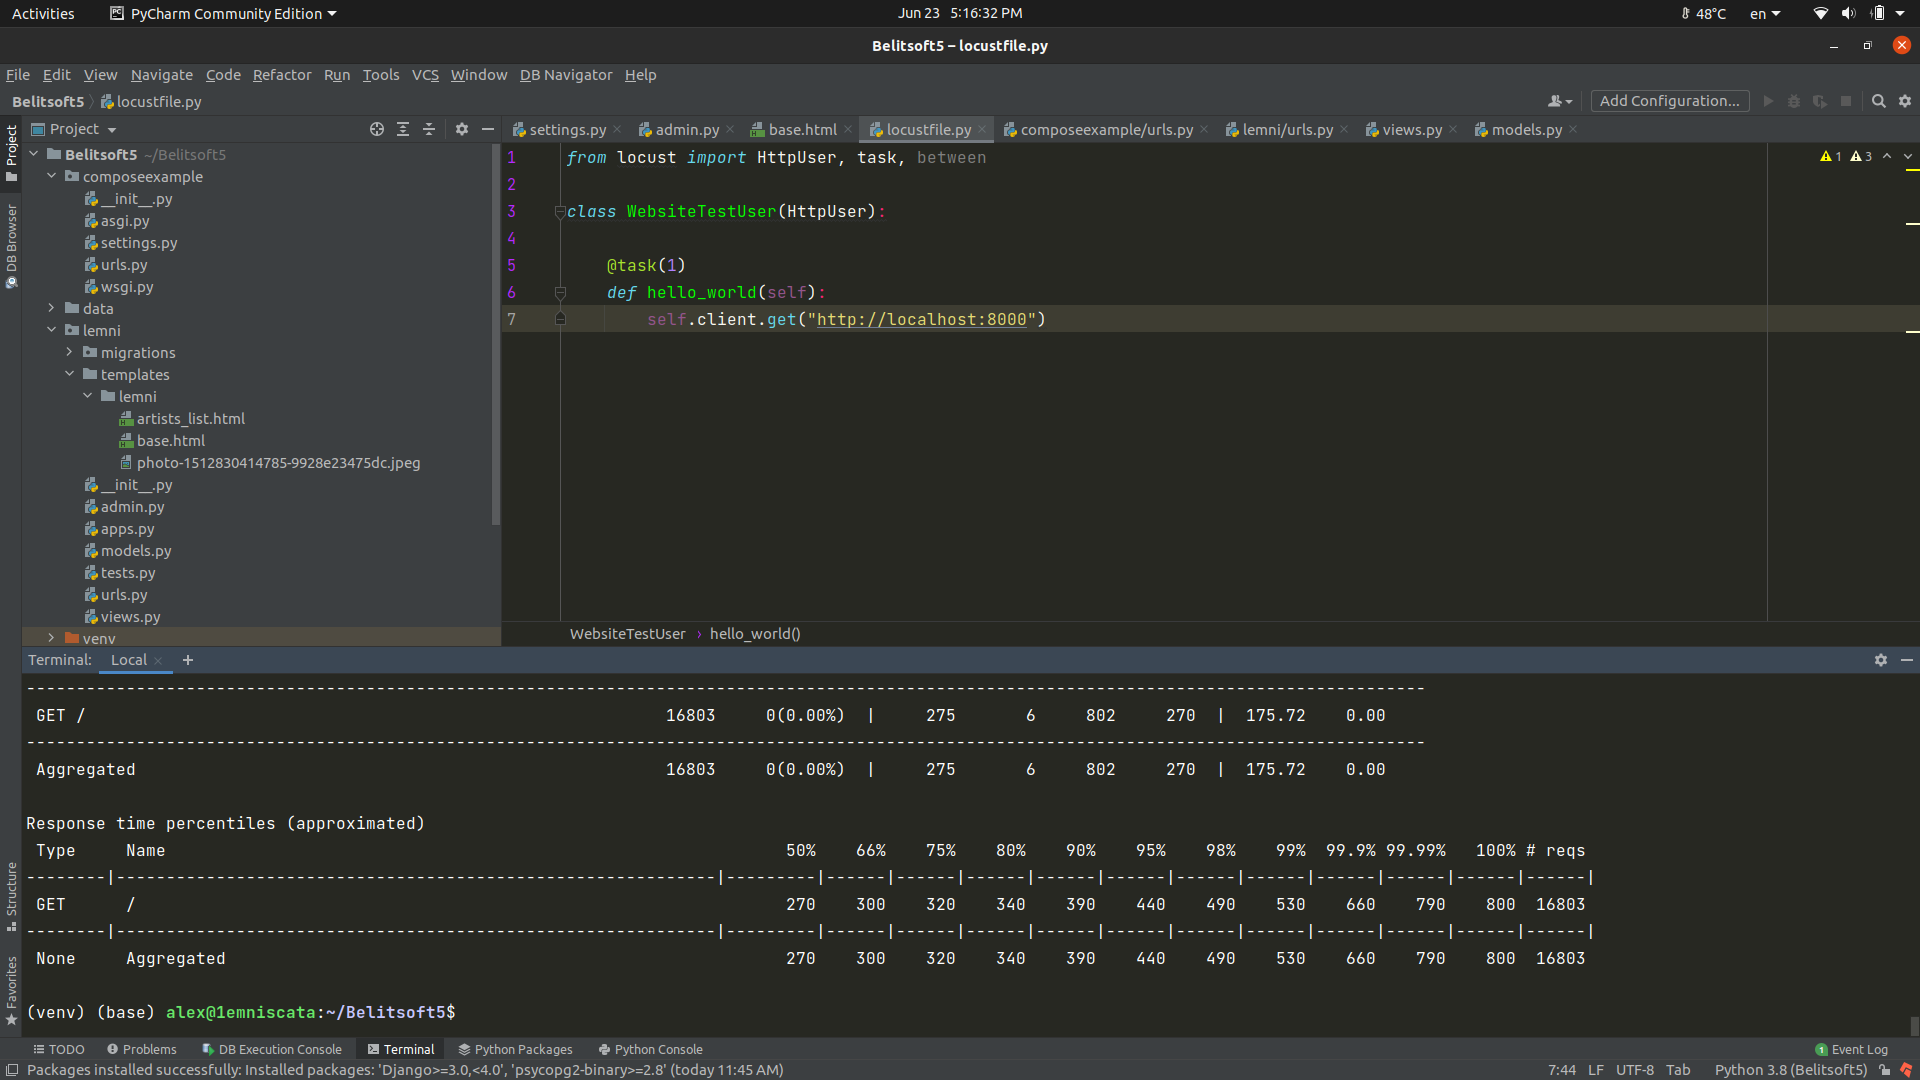 Activities
PyCharm Community Edition
Jun 23 5:16:32 PM
48°C
en
Belitsoft5 – locustfile.py
File Edit View Navigate Code Refactor Run Tools VCS Window DB Navigator Help
Belitsoft5 locustfile.py
Add Configuration...
Project
settings.py admin.py base.html locustfile.py composeexample/urls.py lemni/urls.py views.py models.py
Project
DB Browser
Structure
Favorites
Belitsoft5 ~/Belitsoft5
composeexample
__init__.py
asgi.py
settings.py
urls.py
wsgi.py
data
lemni
migrations
templates
lemni
artists_list.html
base.html
photo-1512830414785-9928e23475dc.jpeg
__init__.py
admin.py
apps.py
models.py
tests.py
urls.py
views.py
venv
1 from locust import HttpUser, task, between
2
3 class WebsiteTestUser(HttpUser):
4
5 @task(1)
6 def hello_world(self):
7 self.client.get("http://localhost:8000")
1 3
WebsiteTestUser › hello_world()
Terminal: Local +
--------------------------------------------------------------------------------------------------------------------------------------------
GET / 16803 0(0.00%) | 275 6 802 270 | 175.72 0.00
--------------------------------------------------------------------------------------------------------------------------------------------
Aggregated 16803 0(0.00%) | 275 6 802 270 | 175.72 0.00
Response time percentiles (approximated)
Type Name 50% 66% 75% 80% 90% 95% 98% 99% 99.9% 99.99% 100% # reqs
--------|------------------------------------------------------------|---------|------|------|------|------|------|------|------|------|------|------|------|
GET / 270 300 320 340 390 440 490 530 660 790 800 16803
--------|------------------------------------------------------------|---------|------|------|------|------|------|------|------|------|------|------|------|
None Aggregated 270 300 320 340 390 440 490 530 660 790 800 16803
(venv) (base) alex@1emniscata:~/Belitsoft5$
TODO Problems DB Execution Console Terminal Python Packages Python Console
1 Event Log
Packages installed successfully: Installed packages: 'Django>=3.0,<4.0', 'psycopg2-binary>=2.8' (today 11:45 AM)
7:44 LF UTF-8 Tab Python 3.8 (Belitsoft5)